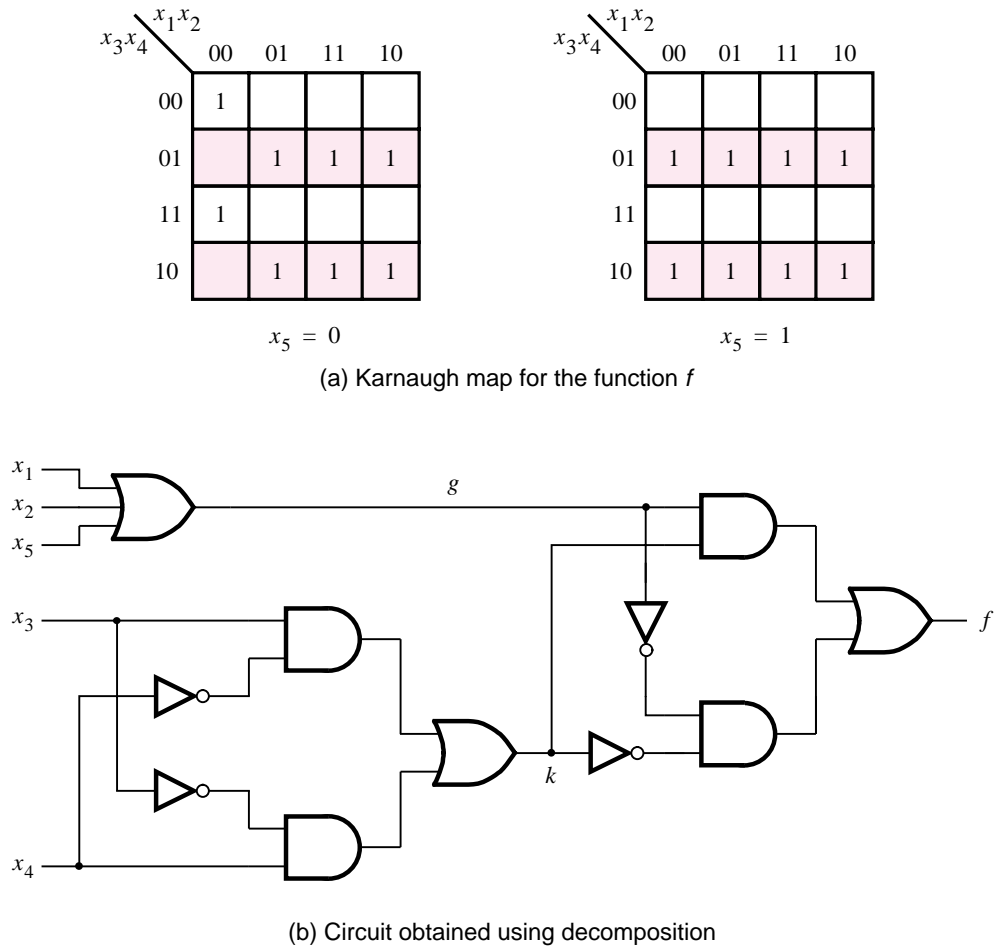 x1x2 x1x2
x3x4 x3x4
00 01 11 10 00 01 11 10
00 1 00
01 1 1 1 01 1 1 1 1
11 1 11
10 1 1 1 10 1 1 1 1
x5 = 0 x5 = 1
(a) Karnaugh map for the function f
x1
g
x2
x5
x3 f
k
x4
(b) Circuit obtained using decomposition